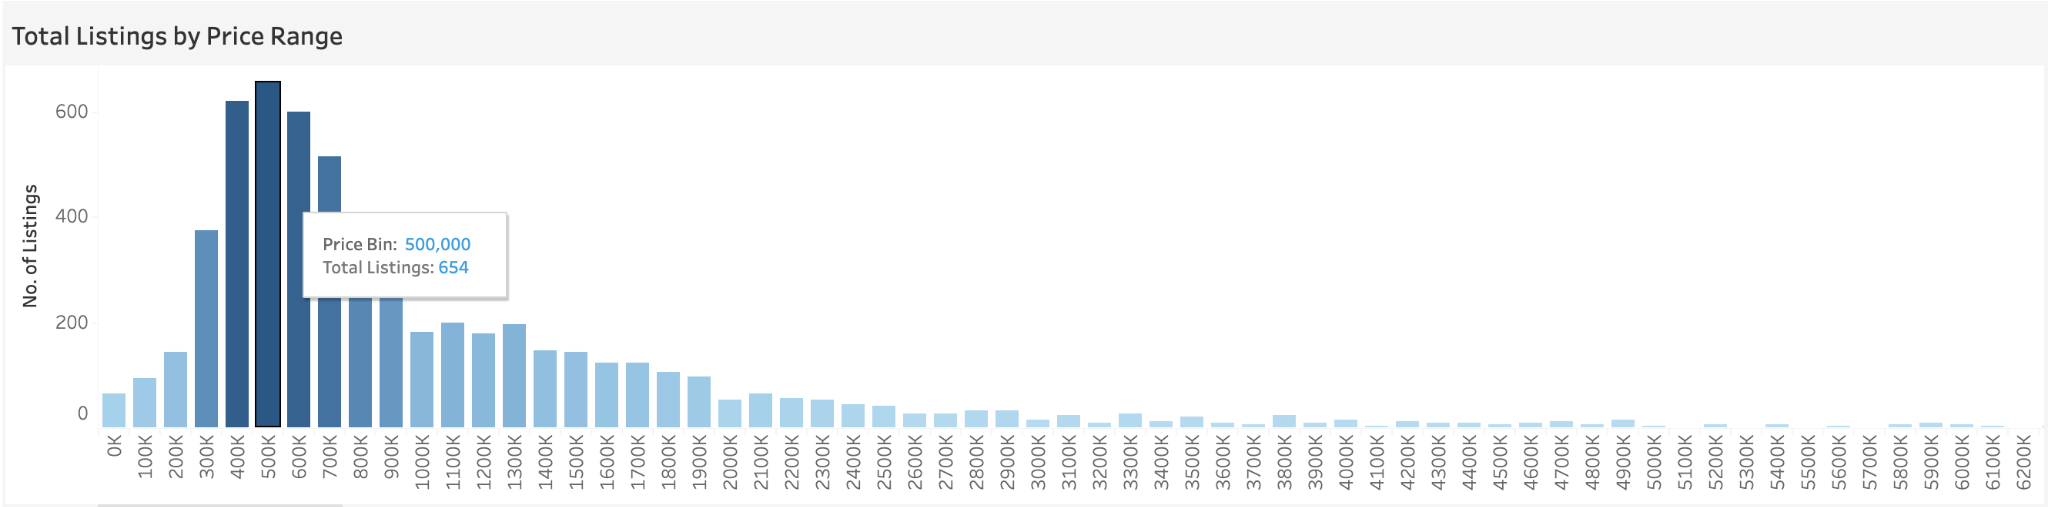 Total Listings by Price Range
No. of Listings
600
400
200
0
Price Bin: 500,000
Total Listings: 654
0K
100K
200K
300K
400K
500K
600K
700K
800K
900K
1000K
1100K
1200K
1300K
1400K
1500K
1600K
1700K
1800K
1900K
2000K
2100K
2200K
2300K
2400K
2500K
2600K
2700K
2800K
2900K
3000K
3100K
3200K
3300K
3400K
3500K
3600K
3700K
3800K
3900K
4000K
4100K
4200K
4300K
4400K
4500K
4600K
4700K
4800K
4900K
5000K
5100K
5200K
5300K
5400K
5500K
5600K
5700K
5800K
5900K
6000K
6100K
6200K